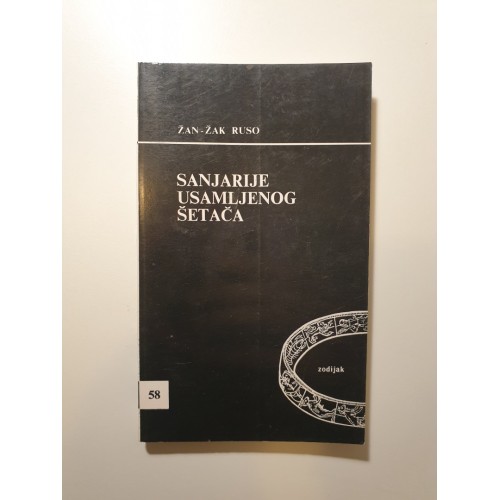 ŽAN-ŽAK RUSO
SANJARIJE
USAMLJENOG
ŠETAČA
zodijak
58